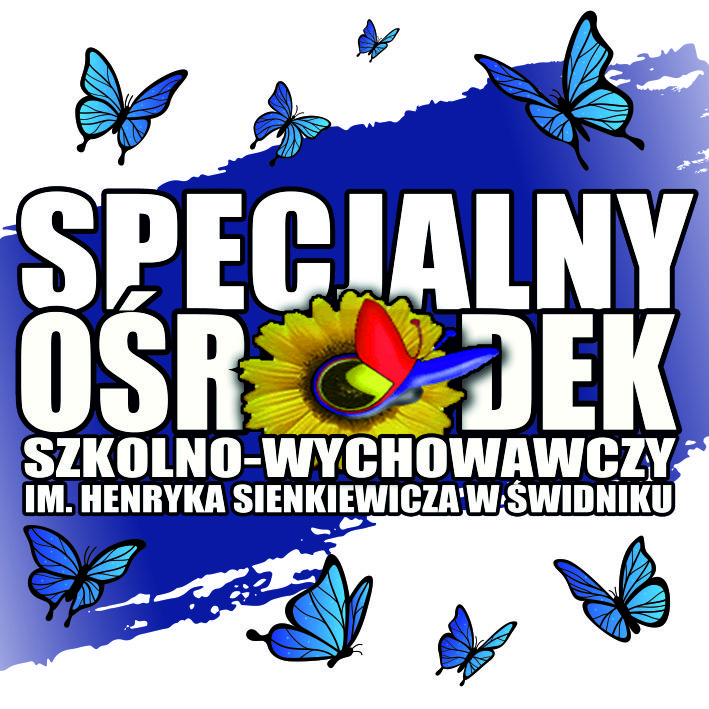 SPECJALNY
OŚRODEK
SZKOLNO-WYCHOWAWCZY
IM. HENRYKA SIENKIEWICZA W ŚWIDNIKU